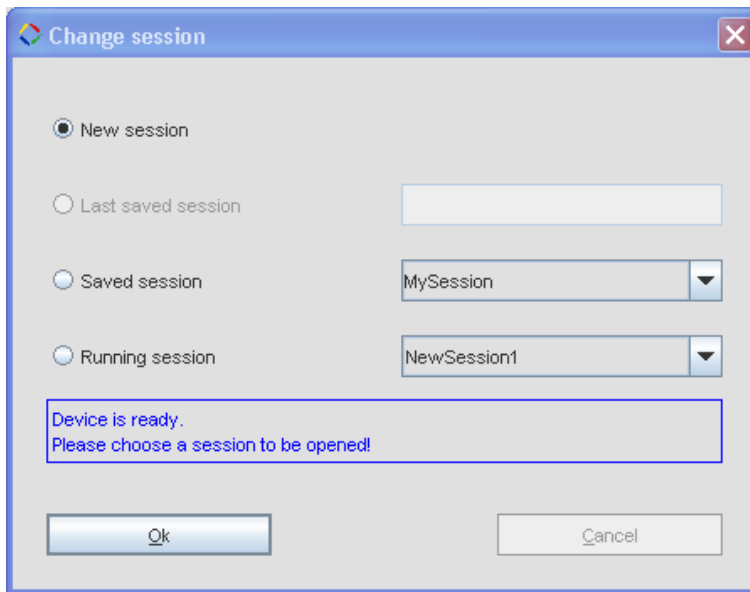 Change session
New session
Last saved session
Saved session MySession
Running session NewSession1
Device is ready.
Please choose a session to be opened!
Ok Cancel